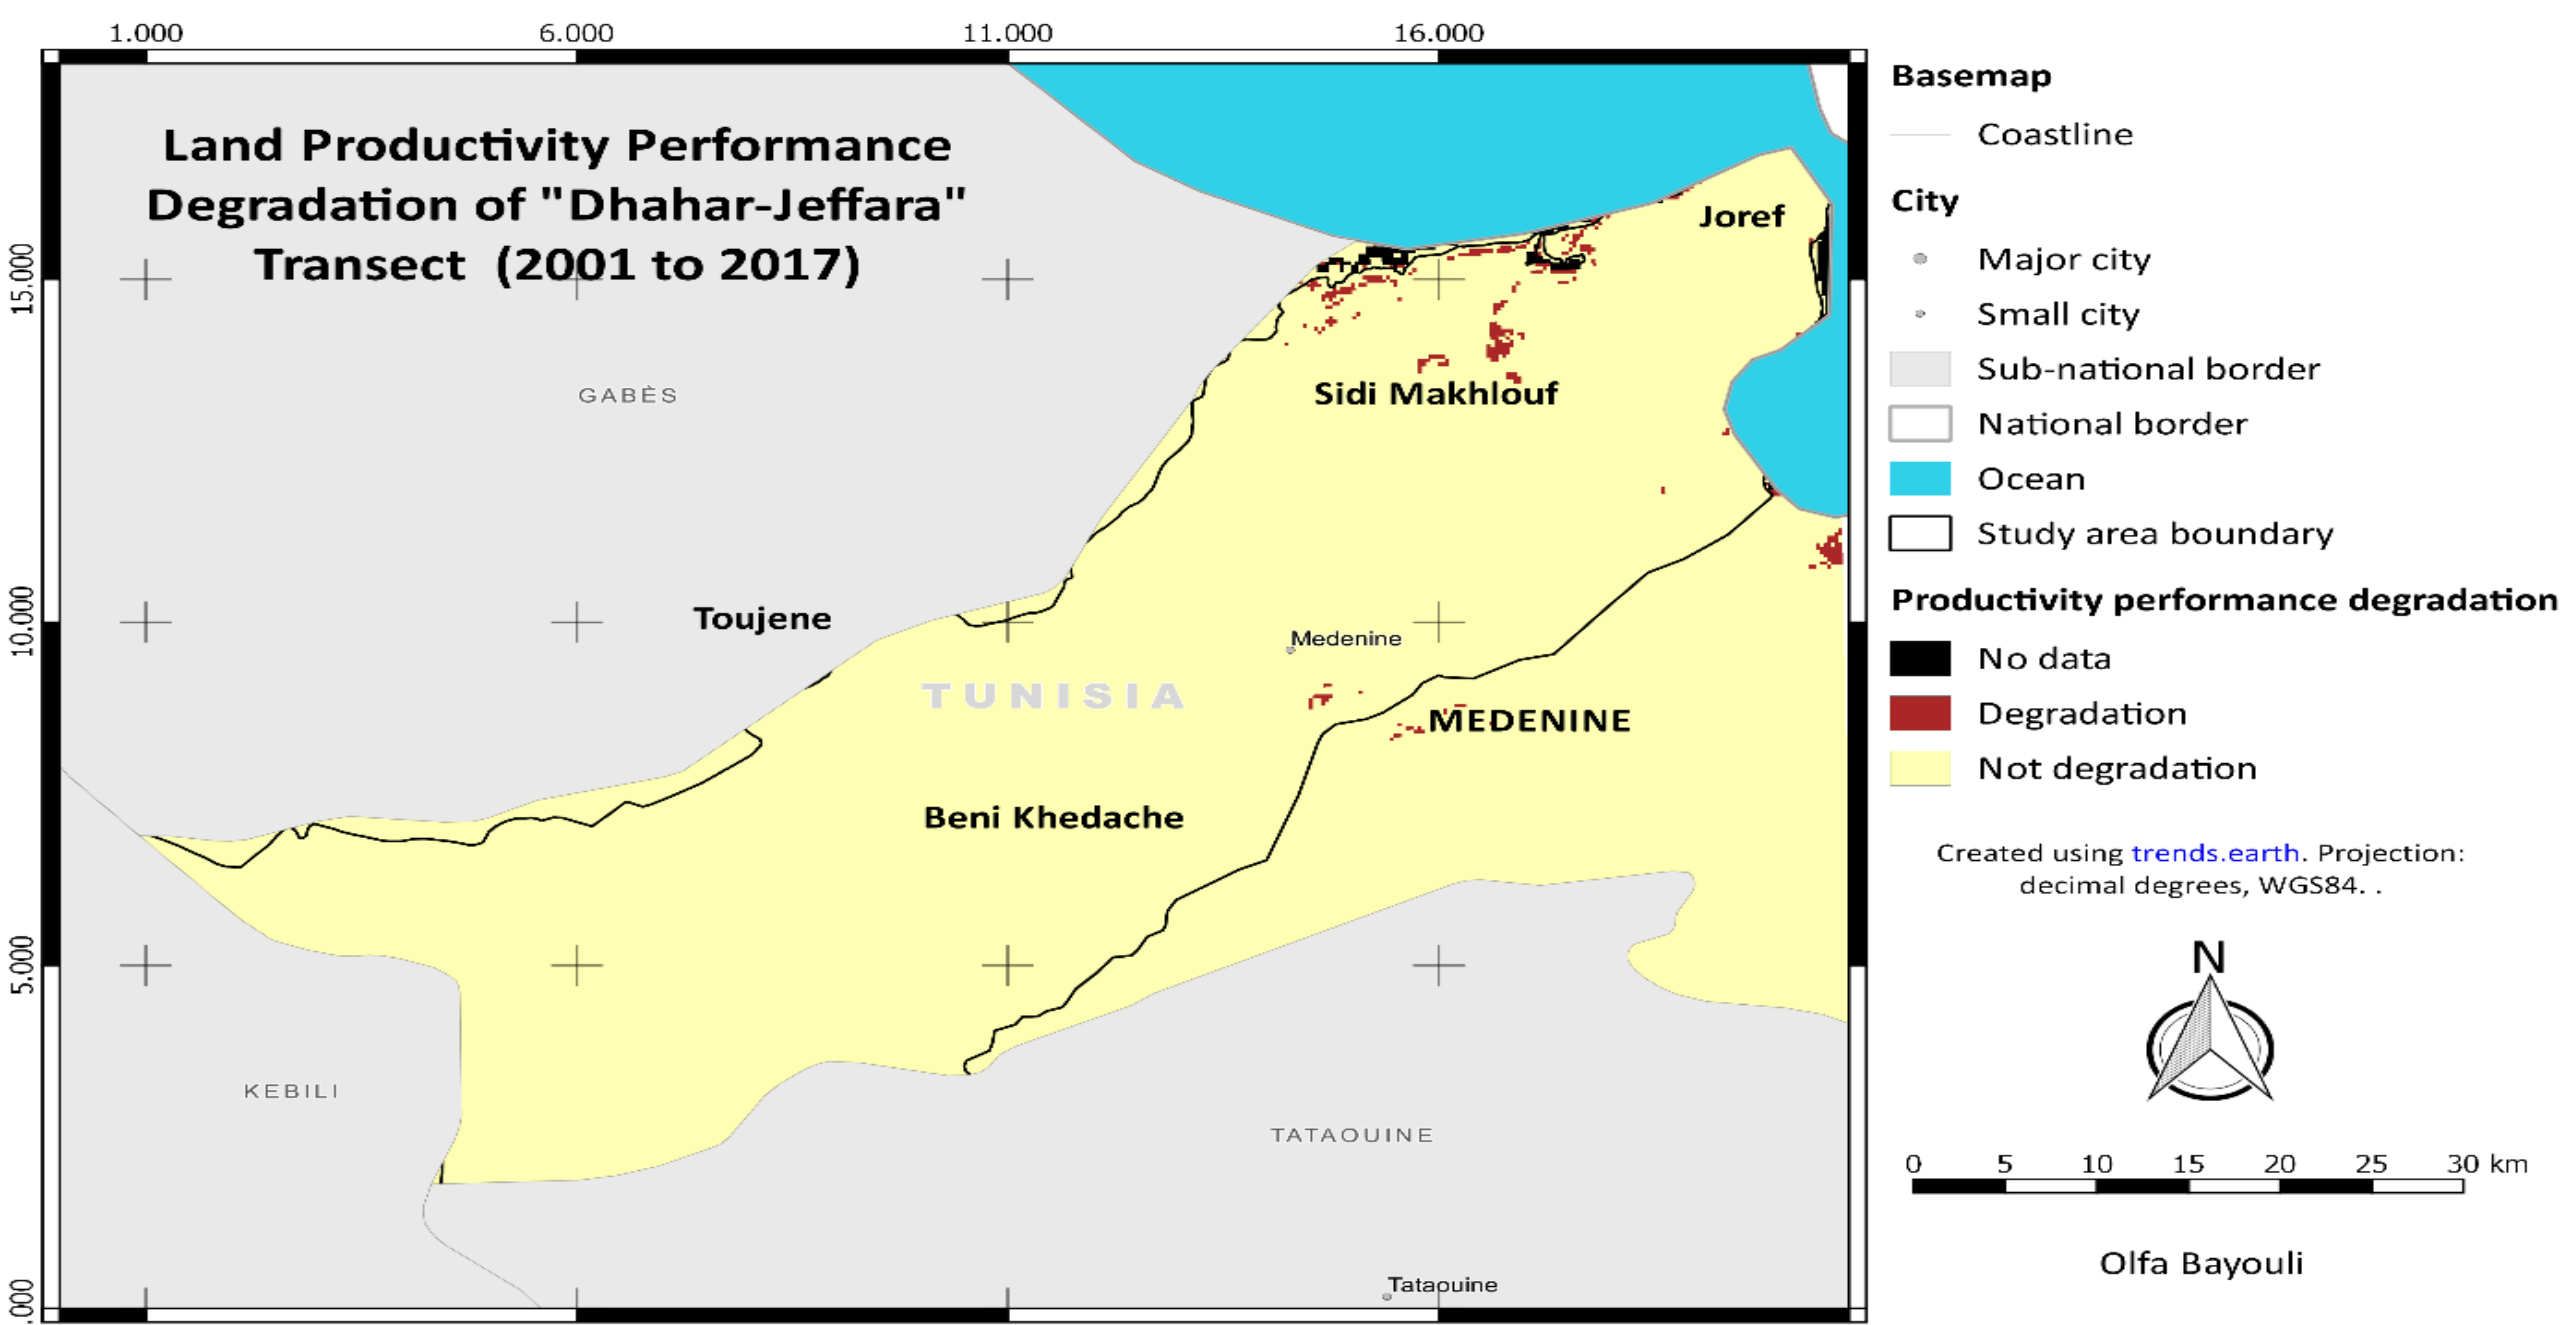 1.000 6.000 11.000 16.000
Land Productivity Performance
Degradation of "Dhahar-Jeffara"
Transect (2001 to 2017)
15.000
10.000
5.000
.000
Joref
Sidi Makhlouf
GABÈS
Toujene
Medenine
TUNISIA
MEDENINE
Beni Khedache
KEBILI
TATAOUINE
Tataouine
Basemap
Coastline
City
Major city
Small city
Sub-national border
National border
Ocean
Study area boundary
Productivity performance degradation
No data
Degradation
Not degradation
Created using trends.earth. Projection:
decimal degrees, WGS84. .
N
0 5 10 15 20 25 30 km
Olfa Bayouli